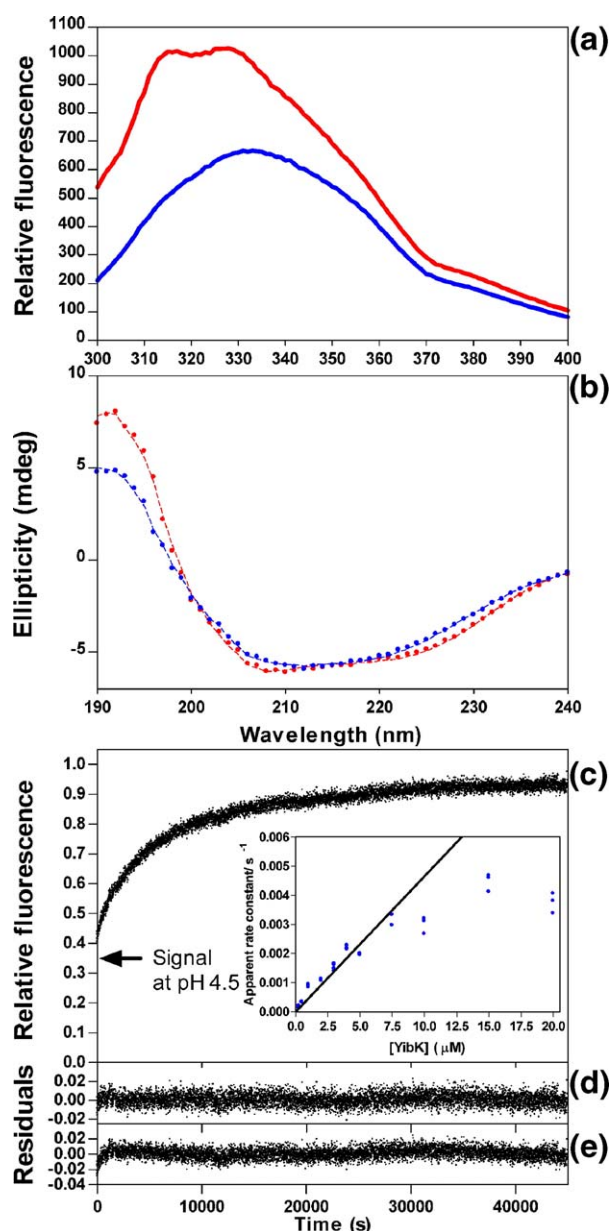 (a)
Relative fluorescence
1100
1000
900
800
700
600
500
400
300
200
100
0
300 310 320 330 340 350 360 370 380 390 400
(b)
Ellipticity (mdeg)
10
5
0
-5
190 200 210 220 230 240
Wavelength (nm)
(c)
Relative fluorescence
1.0
0.9
0.8
0.7
0.6
0.5
0.4
0.3
0.2
0.1
0.0
Signal
at pH 4.5
Apparent rate constant/ s⁻¹
0.006
0.005
0.004
0.003
0.002
0.001
0.000
0.0 2.5 5.0 7.5 10.0 12.5 15.0 17.5 20.0
[YibK] (μM)
Residuals
(d)
0.02
0.00
-0.02
(e)
0.02
0.00
-0.02
-0.04
0 10000 20000 30000 40000
Time (s)